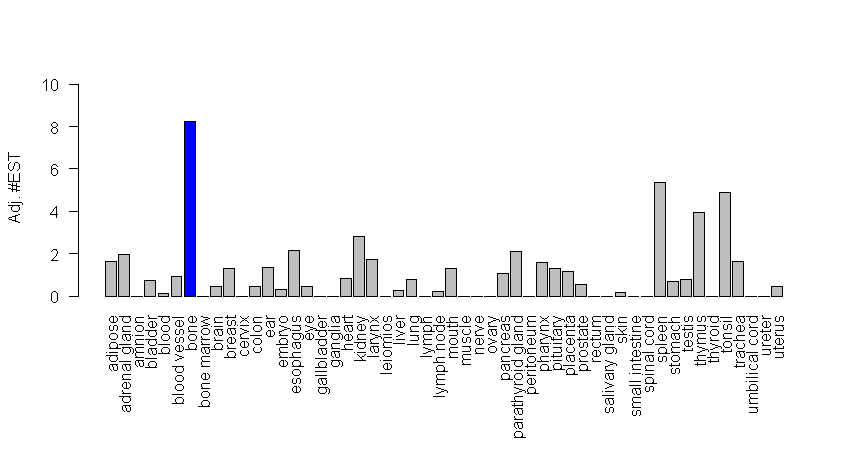 10
8
6
4
2
0
Adj. #EST
adipose
adrenal gland
amnion
bladder
blood
blood vessel
bone
bone marrow
brain
breast
cervix
colon
ear
embryo
esophagus
eye
gallbladder
ganglia
heart
kidney
larynx
leiomios
liver
lung
lymph
lymph node
mouth
muscle
nerve
ovary
pancreas
parathyroid gland
peritoneum
pharynx
pituitary
placenta
prostate
rectum
salivary gland
skin
small intestine
spinal cord
spleen
stomach
testis
thymus
thyroid
tonsil
trachea
umbilical cord
ureter
uterus